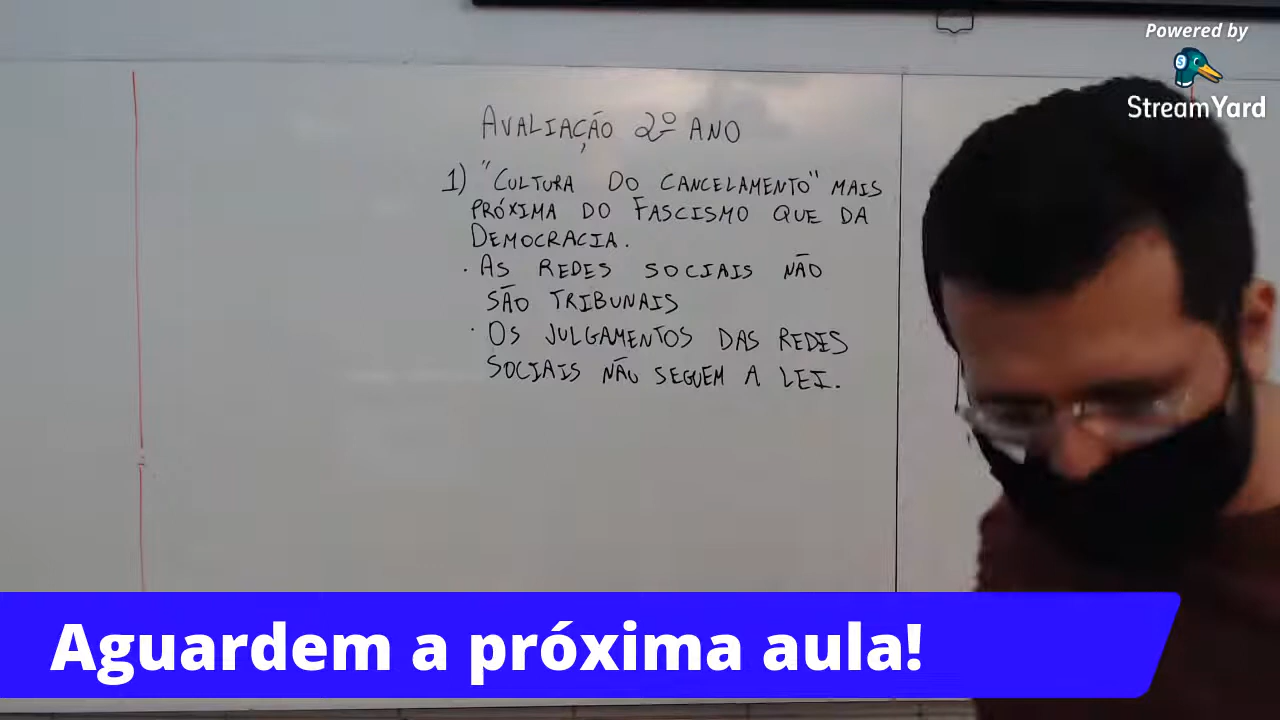 Powered by
StreamYard
AVALIAÇÃO 2º ANO
1) "CULTURA DO CANCELAMENTO" MAIS
PRÓXIMA DO FASCISMO QUE DA
DEMOCRACIA.
· AS REDES SOCIAIS NÃO
SÃO TRIBUNAIS
· OS JULGAMENTOS DAS REDES
SOCIAIS NÃO SEGUEM A LEI.
Aguardem a próxima aula!